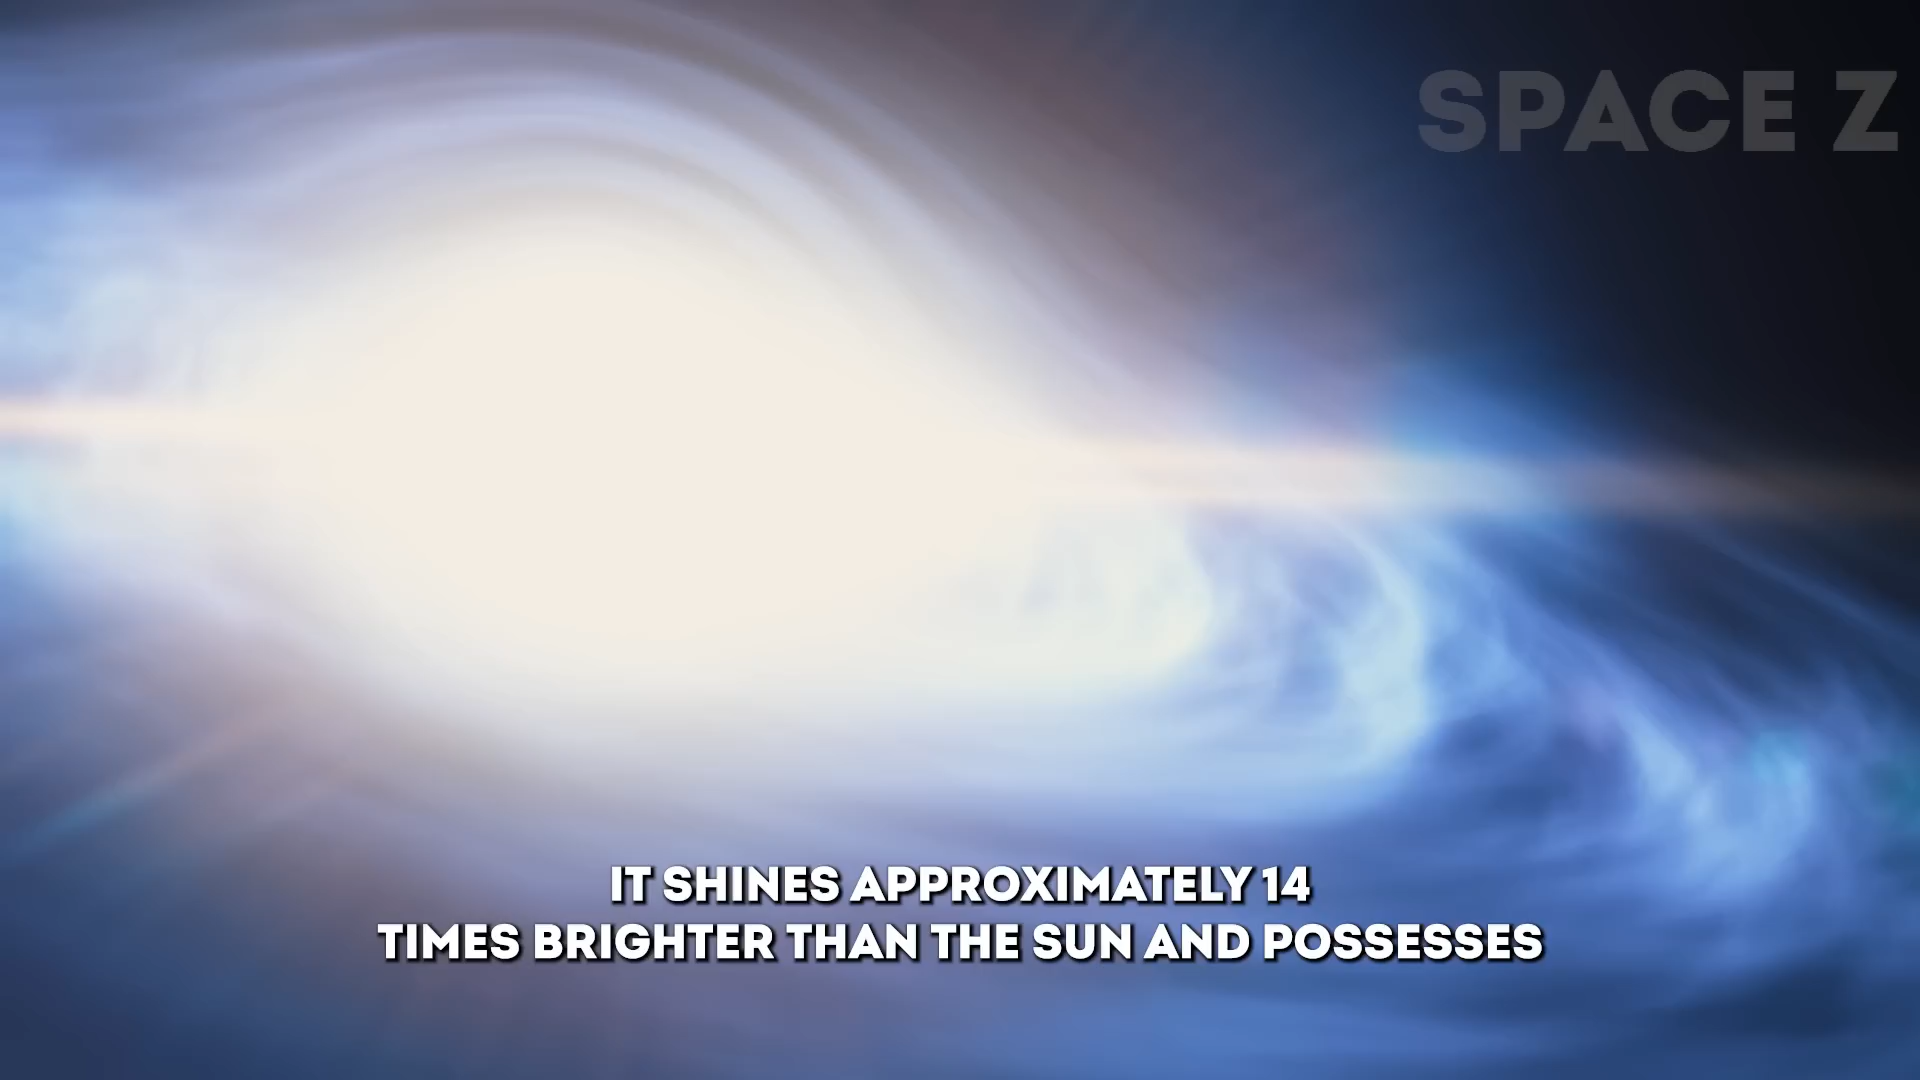 SPACE Z
IT SHINES APPROXIMATELY 14
TIMES BRIGHTER THAN THE SUN AND POSSESSES